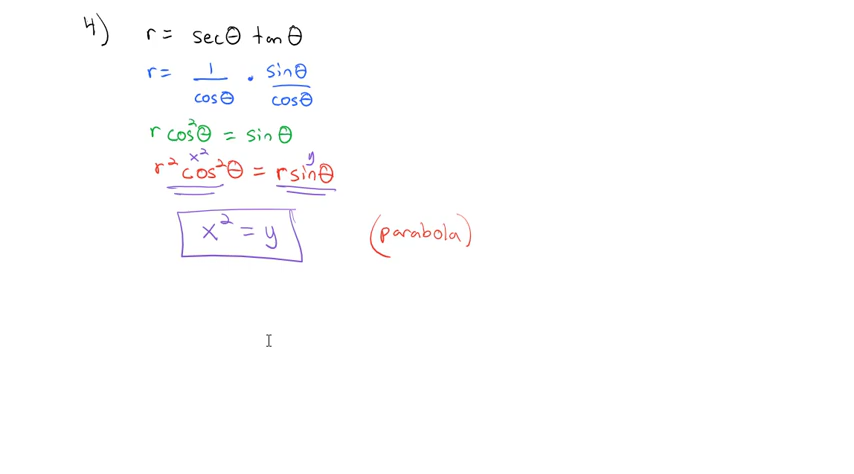 4) r = secθ tanθ
r = 1/cosθ · sinθ/cosθ
r cos²θ = sinθ
x² y
r² cos²θ = r sinθ
x² = y (parabola)